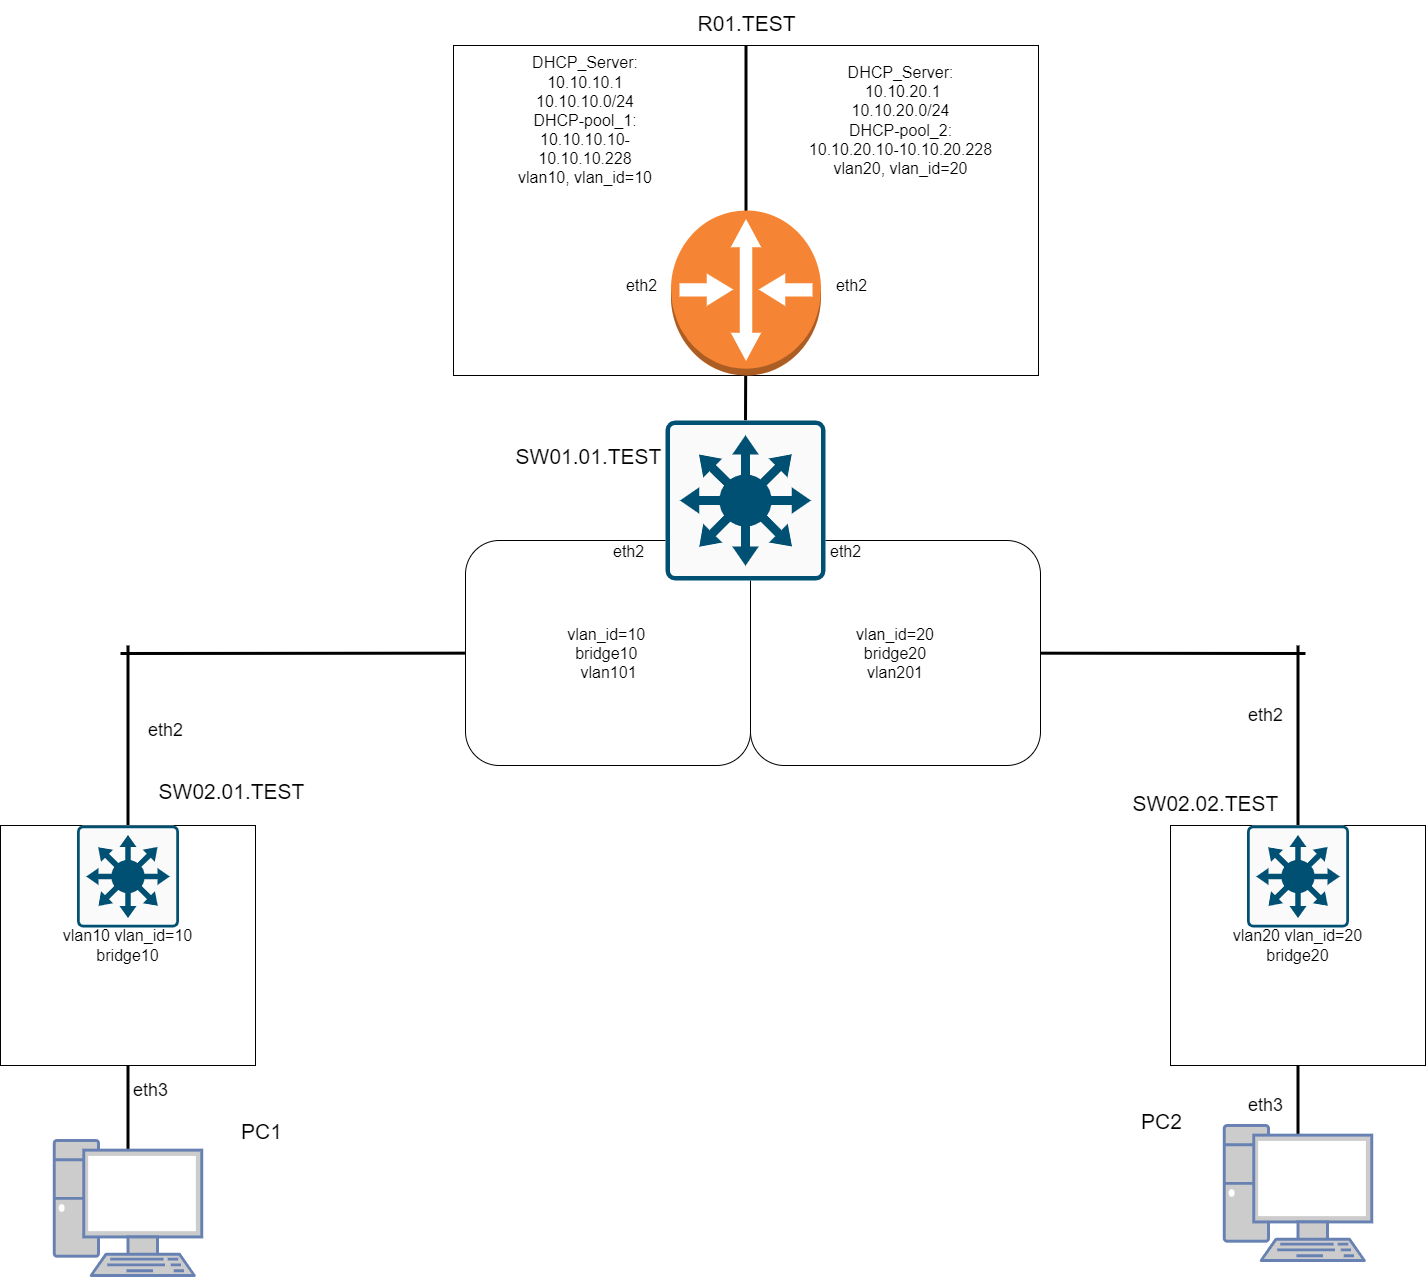 R01.TEST
DHCP_Server:
10.10.10.1
10.10.10.0/24
DHCP-pool_1:
10.10.10.10-
10.10.10.228
vlan10, vlan_id=10
DHCP_Server:
10.10.20.1
10.10.20.0/24
DHCP-pool_2:
10.10.20.10-10.10.20.228
vlan20, vlan_id=20
eth2
eth2
SW01.01.TEST
eth2
eth2
vlan_id=10
bridge10
vlan101
vlan_id=20
bridge20
vlan201
eth2
eth2
SW02.01.TEST
SW02.02.TEST
vlan10 vlan_id=10
bridge10
vlan20 vlan_id=20
bridge20
eth3
eth3
PC1
PC2